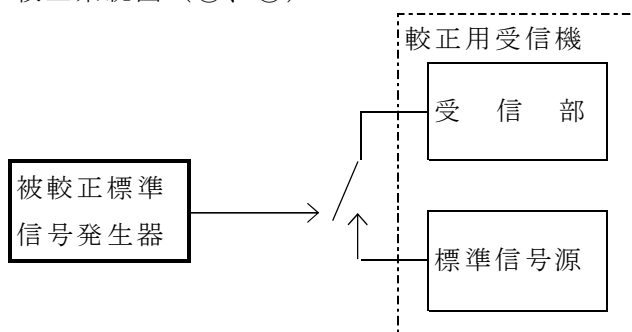 較正用受信機
受信部
被較正標準
信号発生器
標準信号源